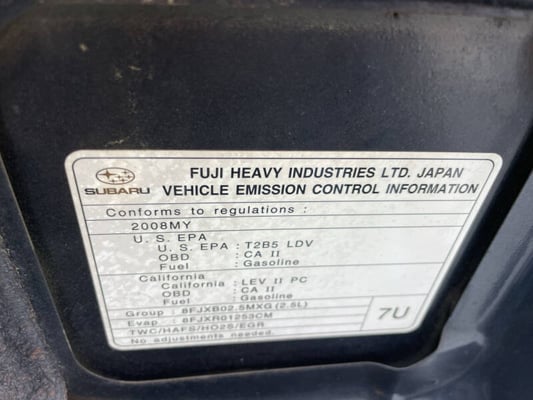 SUBARU
FUJI HEAVY INDUSTRIES LTD. JAPAN
VEHICLE EMISSION CONTROL INFORMATION
Conforms to regulations :
2008MY
U. S. EPA
U. S. EPA : T2B5 LDV
OBD : CA II
Fuel : Gasoline
California
California : LEV II PC
OBD : CA II
Fuel : Gasoline
Group : 8FJXB02.5MXG (2.5L)
Evap : 8FJXR01253CM
TWC/HAFS/HO2S/EGR
No adjustments needed.
7U